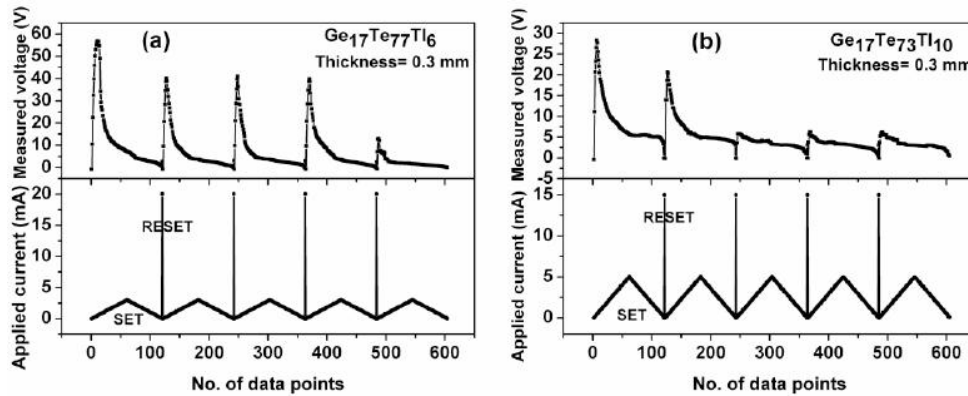 (a)
Ge17Te77Tl6
Thickness= 0.3 mm
Measured voltage (V)
60
50
40
30
20
10
0
Applied current (mA)
20
15
10
5
0
RESET
SET
0 100 200 300 400 500 600
No. of data points
(b)
Ge17Te73Tl10
Thickness= 0.3 mm
Measured voltage (V)
30
25
20
15
10
5
0
-5
Applied current (mA)
15
10
5
0
RESET
SET
0 100 200 300 400 500 600
No. of data points